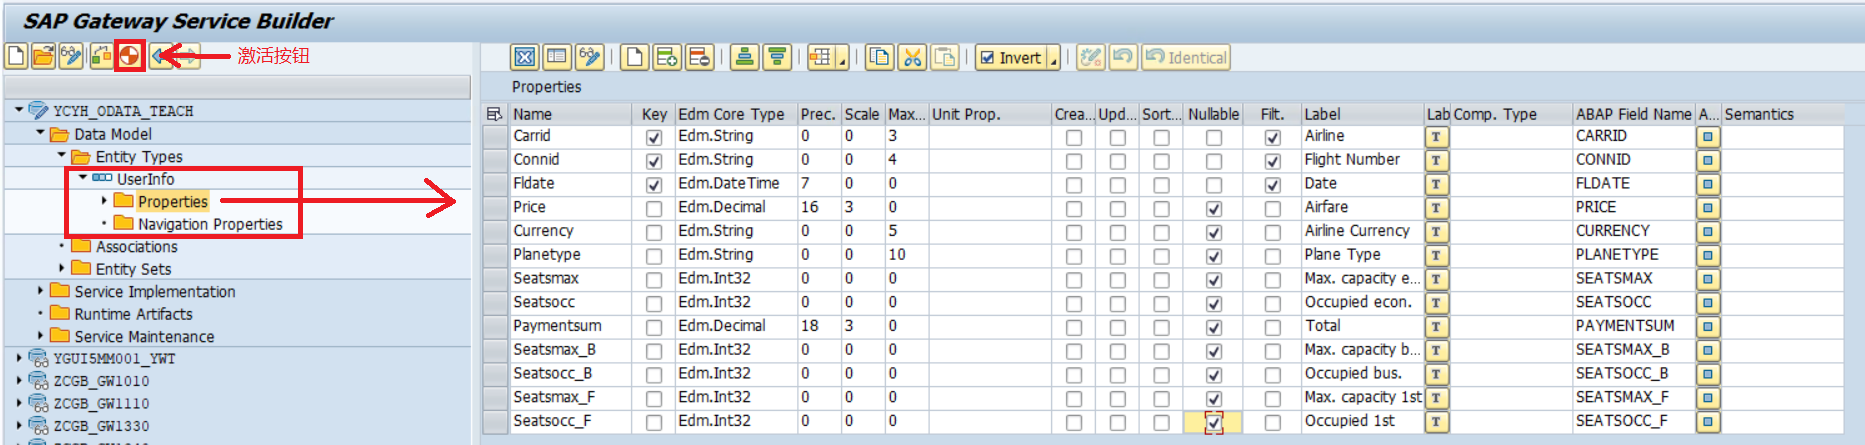 SAP Gateway Service Builder
激活按钮
Invert
Identical
YCYH_ODATA_TEACH
Data Model
Entity Types
UserInfo
Properties
Navigation Properties
Associations
Entity Sets
Service Implementation
Runtime Artifacts
Service Maintenance
YGUI5MM001_YWT
ZCGB_GW1010
ZCGB_GW1110
ZCGB_GW1330
Properties
Name Key Edm Core Type Prec. Scale Max... Unit Prop. Crea... Upd... Sort... Nullable Filt. Label Lab Comp. Type ABAP Field Name A... Semantics
Carrid Edm.String 0 0 3 Airline T CARRID
Connid Edm.String 0 0 4 Flight Number T CONNID
Fldate Edm.DateTime 7 0 0 Date T FLDATE
Price Edm.Decimal 16 3 0 Airfare T PRICE
Currency Edm.String 0 0 5 Airline Currency T CURRENCY
Planetype Edm.String 0 0 10 Plane Type T PLANETYPE
Seatsmax Edm.Int32 0 0 0 Max. capacity e... T SEATSMAX
Seatsocc Edm.Int32 0 0 0 Occupied econ. T SEATSOCC
Paymentsum Edm.Decimal 18 3 0 Total T PAYMENTSUM
Seatsmax_B Edm.Int32 0 0 0 Max. capacity b... T SEATSMAX_B
Seatsocc_B Edm.Int32 0 0 0 Occupied bus. T SEATSOCC_B
Seatsmax_F Edm.Int32 0 0 0 Max. capacity 1st T SEATSMAX_F
Seatsocc_F Edm.Int32 0 0 0 Occupied 1st T SEATSOCC_F